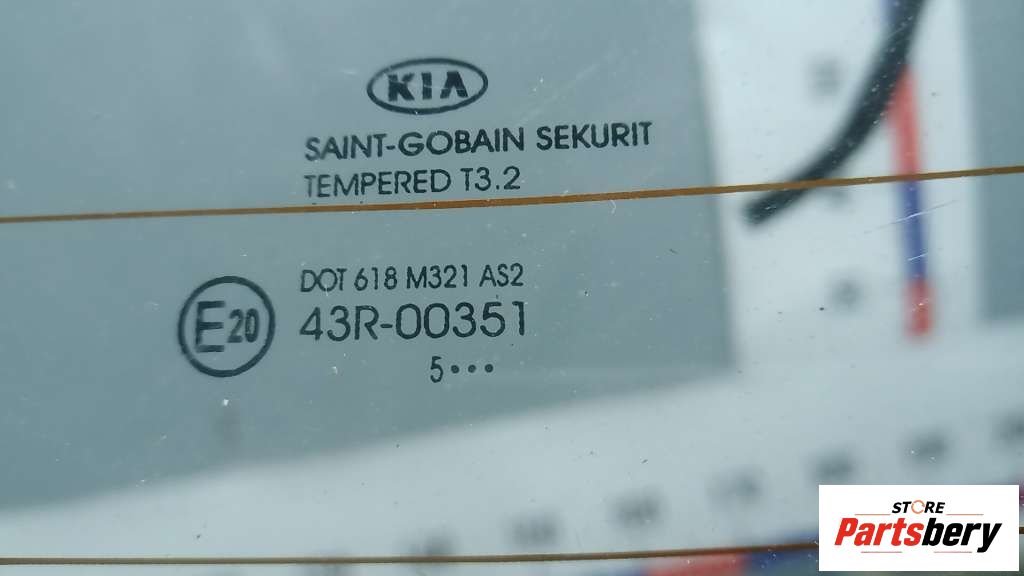 KIA
SAINT-GOBAIN SEKURIT
TEMPERED T3.2
DOT 618 M321 AS2
E20 43R-00351
5•••
STORE
Partsbery